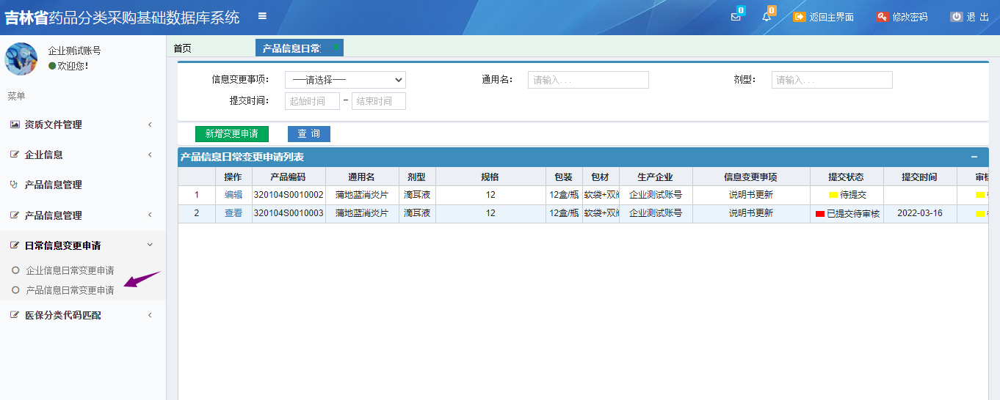 吉林省药品分类采购基础数据库系统
0
0
返回主界面
修改密码
退 出
企业测试账号
欢迎您!
菜单
资质文件管理
企业信息
产品信息管理
产品信息管理
日常信息变更申请
企业信息日常变更申请
产品信息日常变更申请
医保分类代码匹配
首页
产品信息日常
信息变更事项: ──请选择──
通用名: 请输入...
剂型: 请输入...
提交时间: 起始时间 - 结束时间
新增变更申请 查 询
产品信息日常变更申请列表
操作 产品编码 通用名 剂型 规格 包装 包材 生产企业 信息变更事项 提交状态 提交时间 审核
1 编辑 320104S0010002 蒲地蓝消炎片 滴耳液 12 12盒/瓶 软袋+双 企业测试账号 说明书更新 待提交
2 查看 320104S0010003 蒲地蓝消炎片 滴耳液 12 12盒/瓶 软袋+双 企业测试账号 说明书更新 已提交待审核 2022-03-16